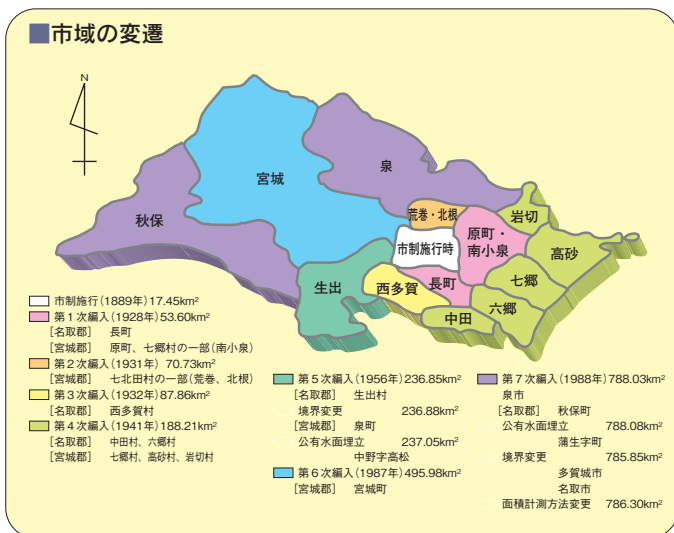 ■市域の変遷
N
泉
宮城
秋保
荒巻・北根
岩切
原町・
南小泉
市制施行時
高砂
生出
西多賀
長町
七郷
六郷
中田
市制施行(1889年)17.45km²
第1次編入(1928年)53.60km²
[名取郡] 長町
[宮城郡] 原町、七郷村の一部(南小泉)
第2次編入(1931年) 70.73km²
[宮城郡] 七北田村の一部(荒巻、北根)
第3次編入(1932年)87.86km²
[名取郡] 西多賀村
第4次編入(1941年)188.21km²
[名取郡] 中田村、六郷村
[宮城郡] 七郷村、高砂村、岩切村
第5次編入(1956年)236.85km²
[名取郡] 生出村
境界変更 236.88km²
[宮城郡] 泉町
公有水面埋立 237.05km²
中野字高松
第6次編入(1987年)495.98km²
[宮城郡] 宮城町
第7次編入(1988年)788.03km²
泉市
[名取郡] 秋保町
公有水面埋立 788.08km²
蒲生字町
境界変更 785.85km²
多賀城市
名取市
面積計測方法変更 786.30km²